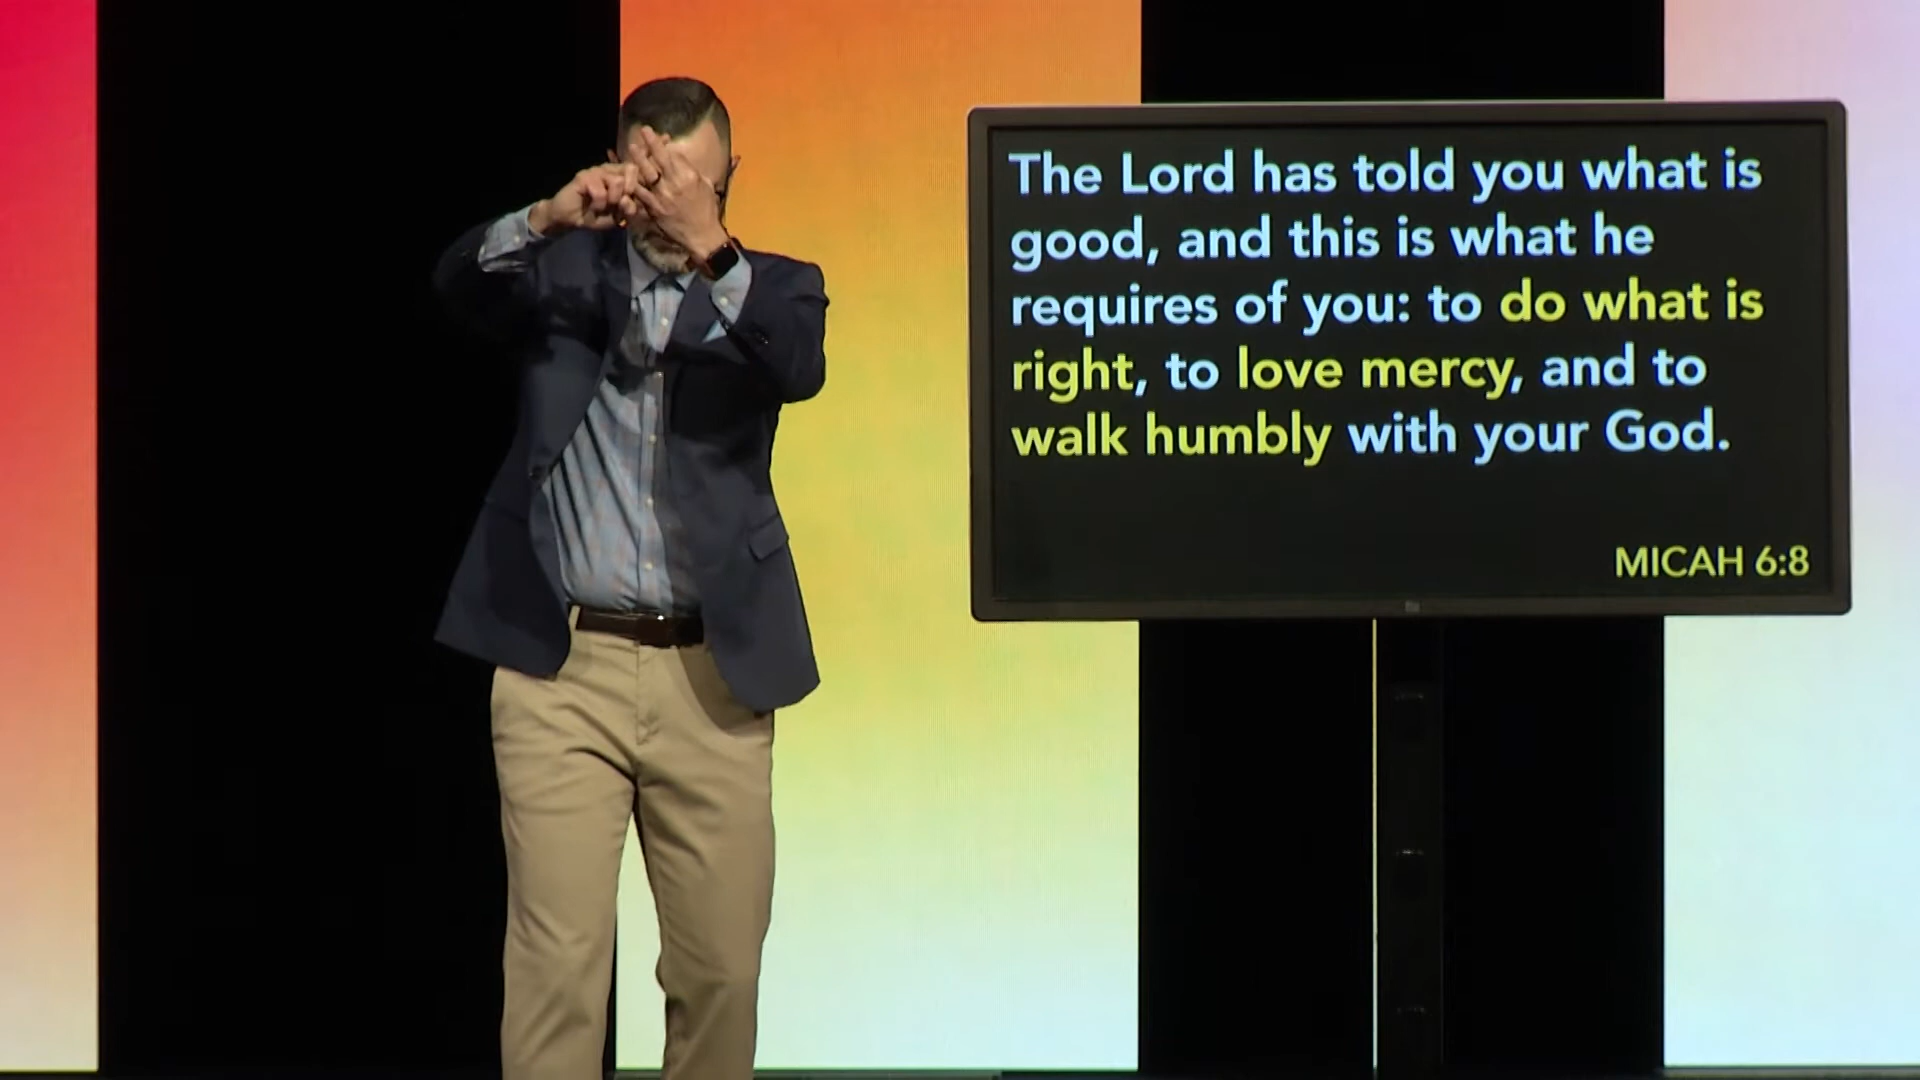 The Lord has told you what is
good, and this is what he
requires of you: to do what is
right, to love mercy, and to
walk humbly with your God.
MICAH 6:8